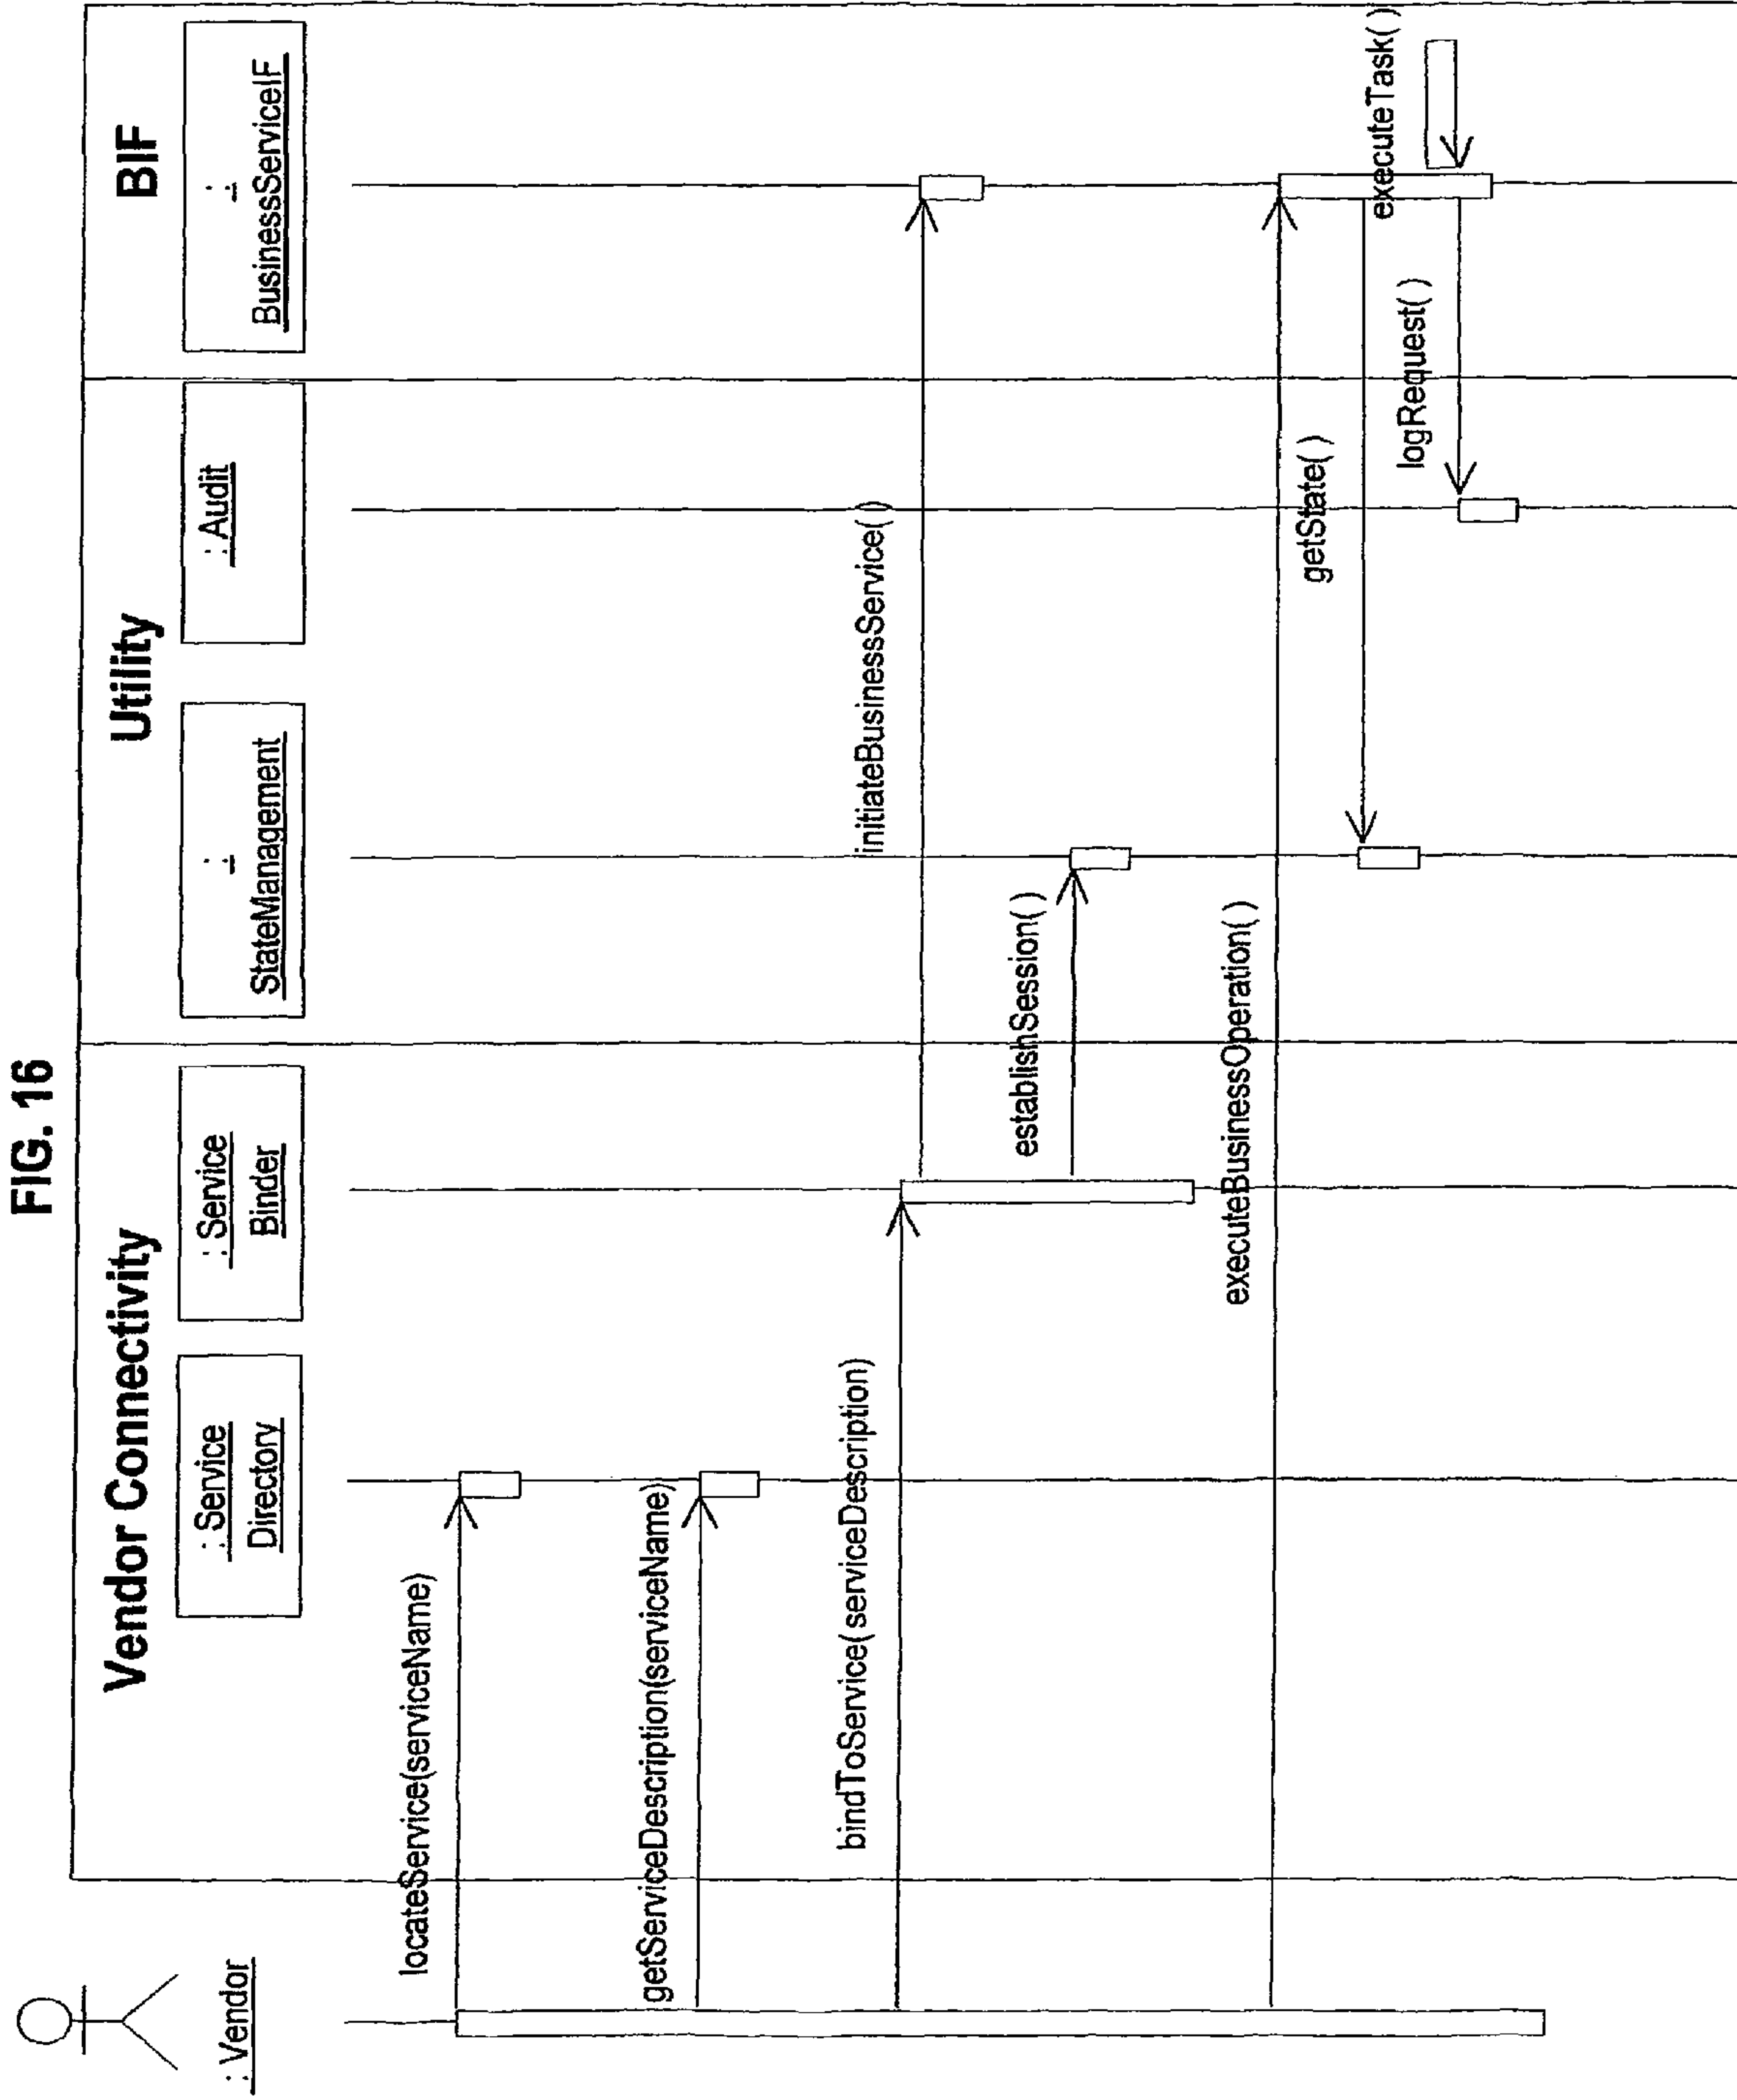 FIG. 16
Vendor Connectivity
Utility
BIF
: Vendor
: Service
Directory
: Service
Binder
:
StateManagement
: Audit
:
BusinessServiceIF
locateService(serviceName)
getServiceDescription(serviceName)
bindToService( serviceDescription)
initiateBusinessService( )
establishSession( )
executeBusinessOperation( )
getState( )
executeTask( )
logRequest( )